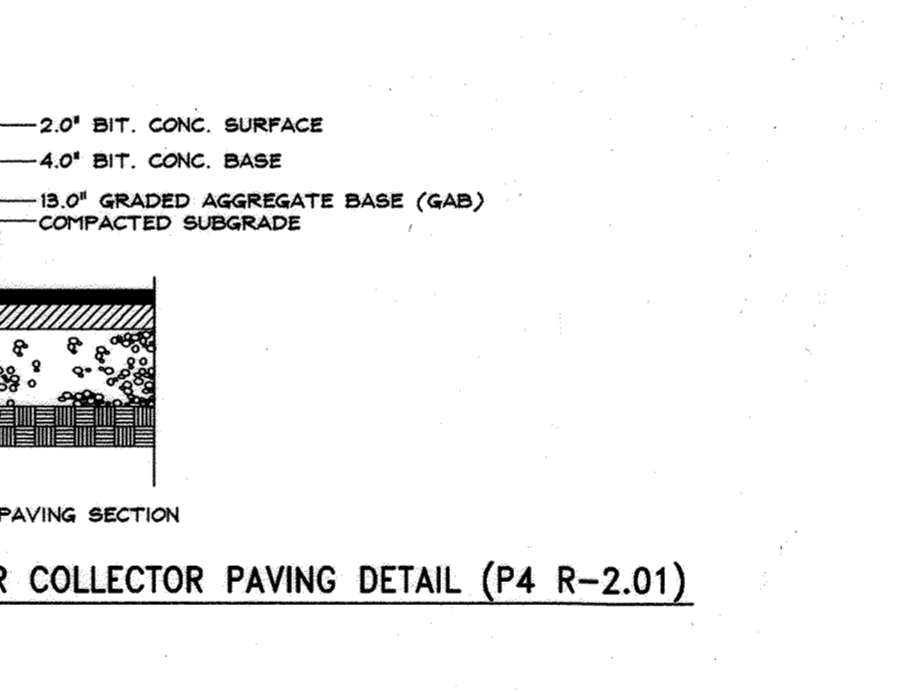 2.0" BIT. CONC. SURFACE
4.0" BIT. CONC. BASE
13.0" GRADED AGGREGATE BASE (GAB)
COMPACTED SUBGRADE
PAVING SECTION
R COLLECTOR PAVING DETAIL (P4 R-2.01)